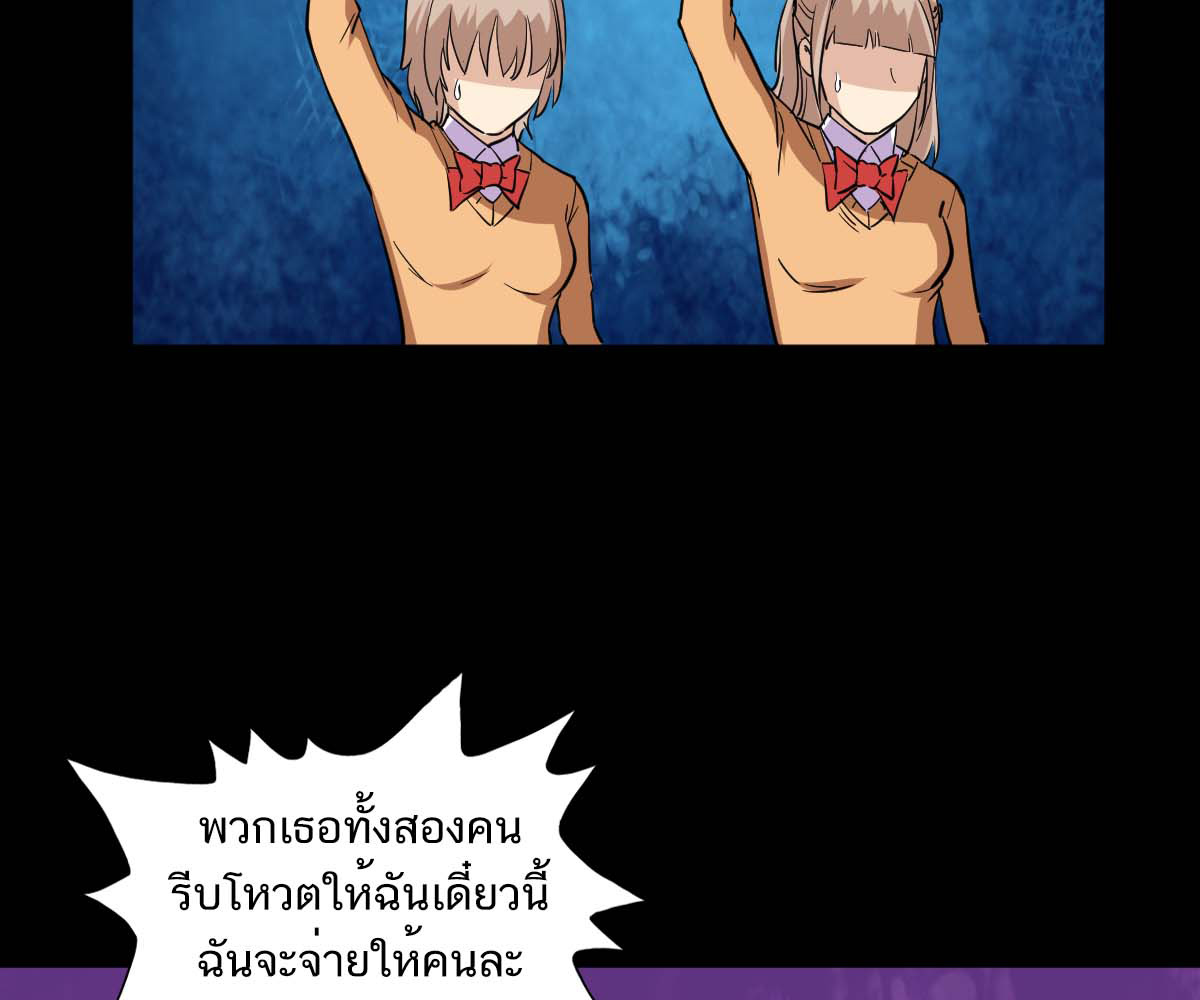 พวกเธอทั้งสองคน
รีบโหวตให้ฉันเดี๋ยวนี้
ฉันจะจ่ายให้คนละ